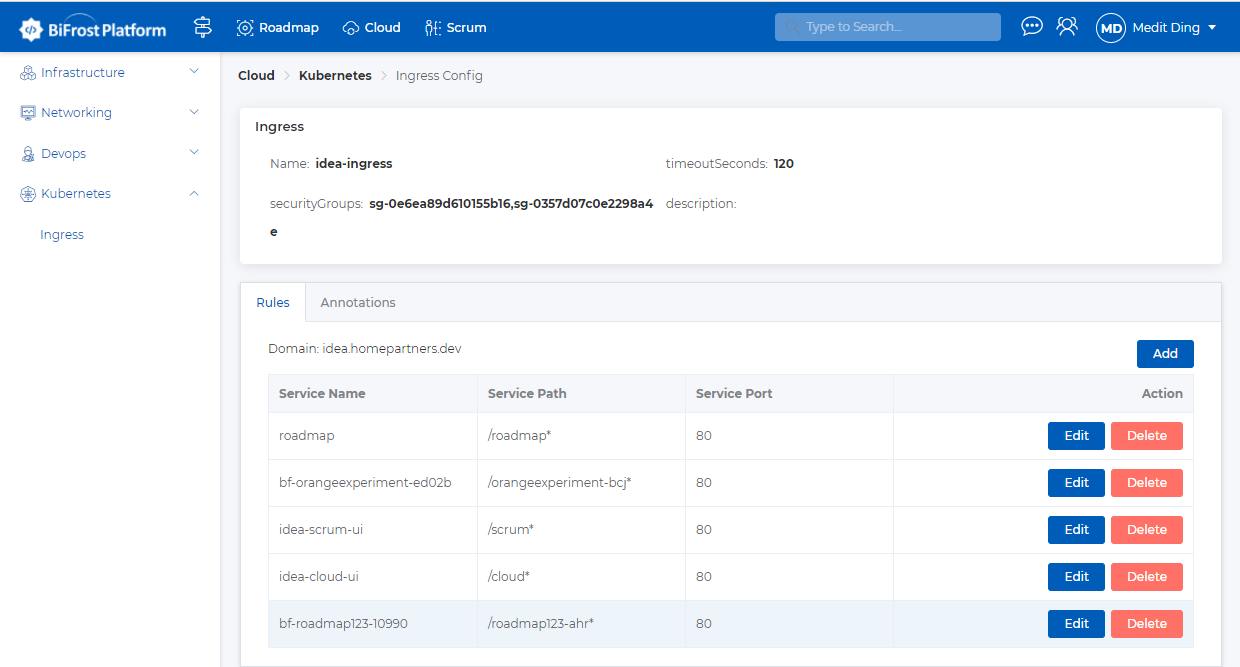 BiFrost Platform
Roadmap
Cloud
Scrum
Type to Search...
MD
Medit Ding
Infrastructure
Networking
Devops
Kubernetes
Ingress
Cloud
Kubernetes
Ingress Config
Ingress
Name: idea-ingress
timeoutSeconds: 120
securityGroups: sg-0e6ea89d610155b16,sg-0357d07c0e2298a4
e
description:
Rules
Annotations
Domain: idea.homepartners.dev
Add
Service Name Service Path Service Port Action
roadmap /roadmap* 80 Edit Delete
bf-orangeexperiment-ed02b /orangeexperiment-bcj* 80 Edit Delete
idea-scrum-ui /scrum* 80 Edit Delete
idea-cloud-ui /cloud* 80 Edit Delete
bf-roadmap123-10990 /roadmap123-ahr* 80 Edit Delete